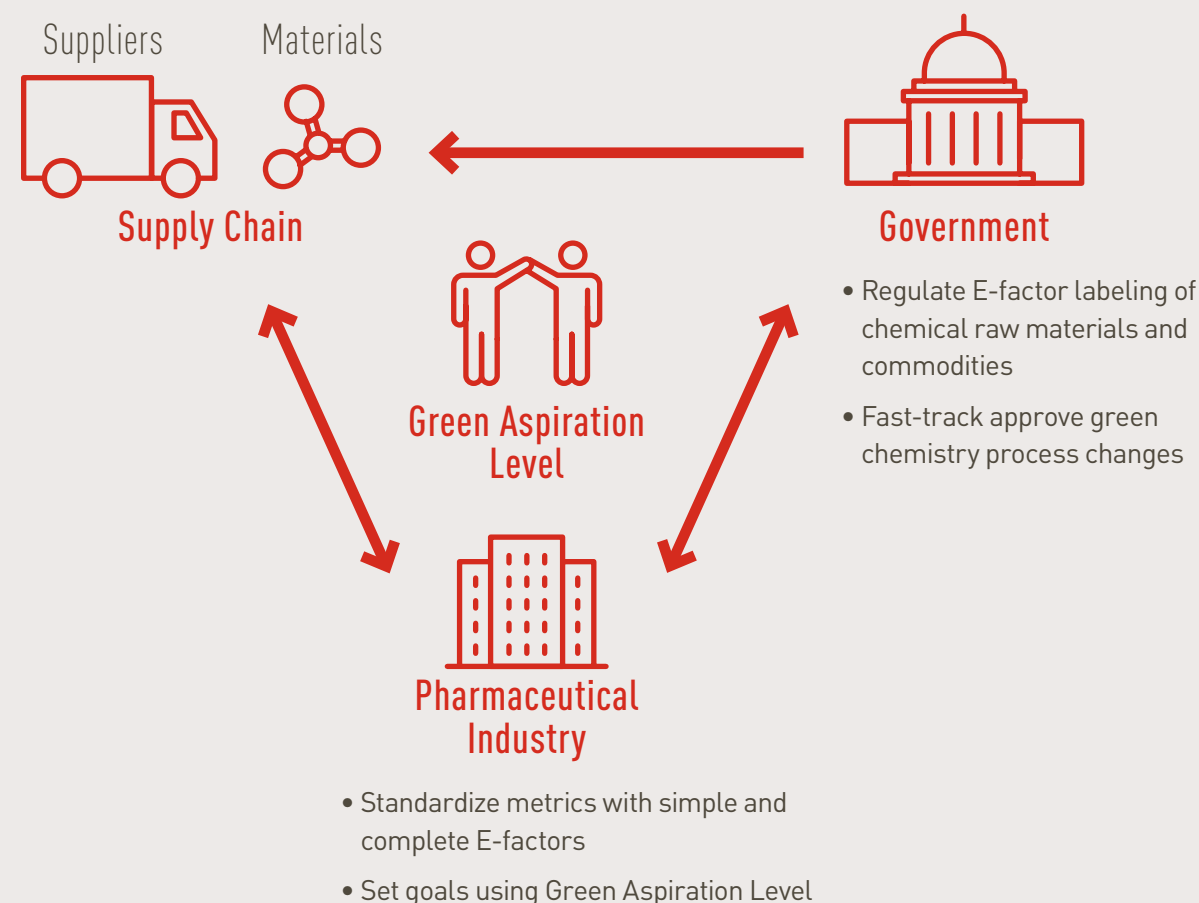 Suppliers
Materials
Supply Chain
Government
• Regulate E-factor labeling of
chemical raw materials and
commodities
• Fast-track approve green
chemistry process changes
Green Aspiration
Level
Pharmaceutical
Industry
• Standardize metrics with simple and
complete E-factors
• Set goals using Green Aspiration Level